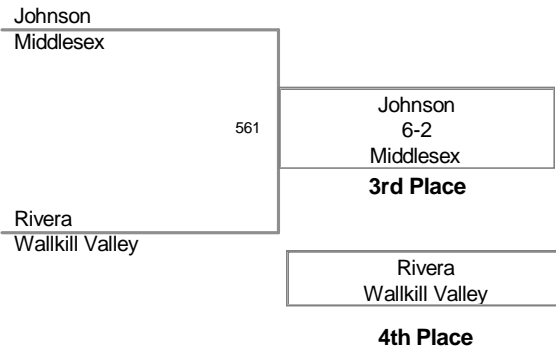 Johnson
Middlesex
561
Johnson
6-2
Middlesex
3rd Place
Rivera
Wallkill Valley
Rivera
Wallkill Valley
4th Place